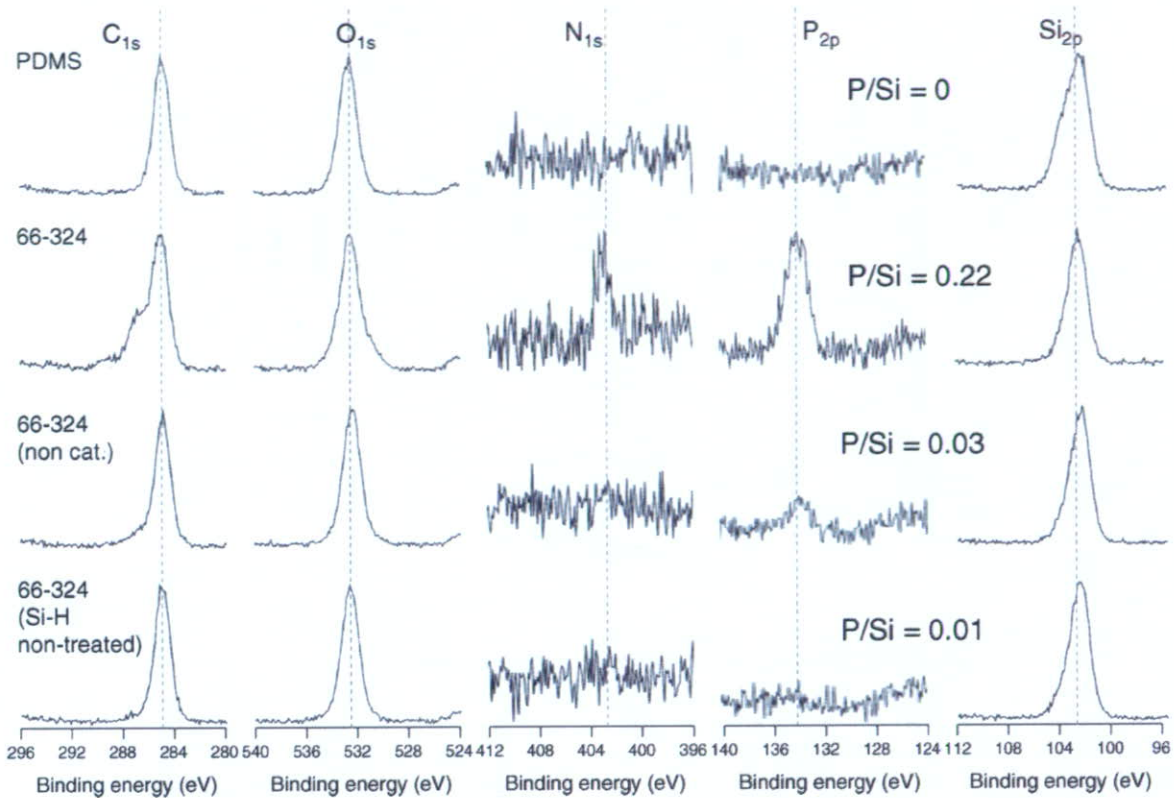 C1s O1s N1s P2p Si2p
PDMS
P/Si = 0
66-324
P/Si = 0.22
66-324
(non cat.)
P/Si = 0.03
66-324
(Si-H
non-treated)
P/Si = 0.01
296 292 288 284 280 540 536 532 528 524 412 408 404 400 396 140 134 132 128 124 112 108 104 100 96
Binding energy (eV) Binding energy (eV) Binding energy (eV) Binding energy (eV) Binding energy (eV)